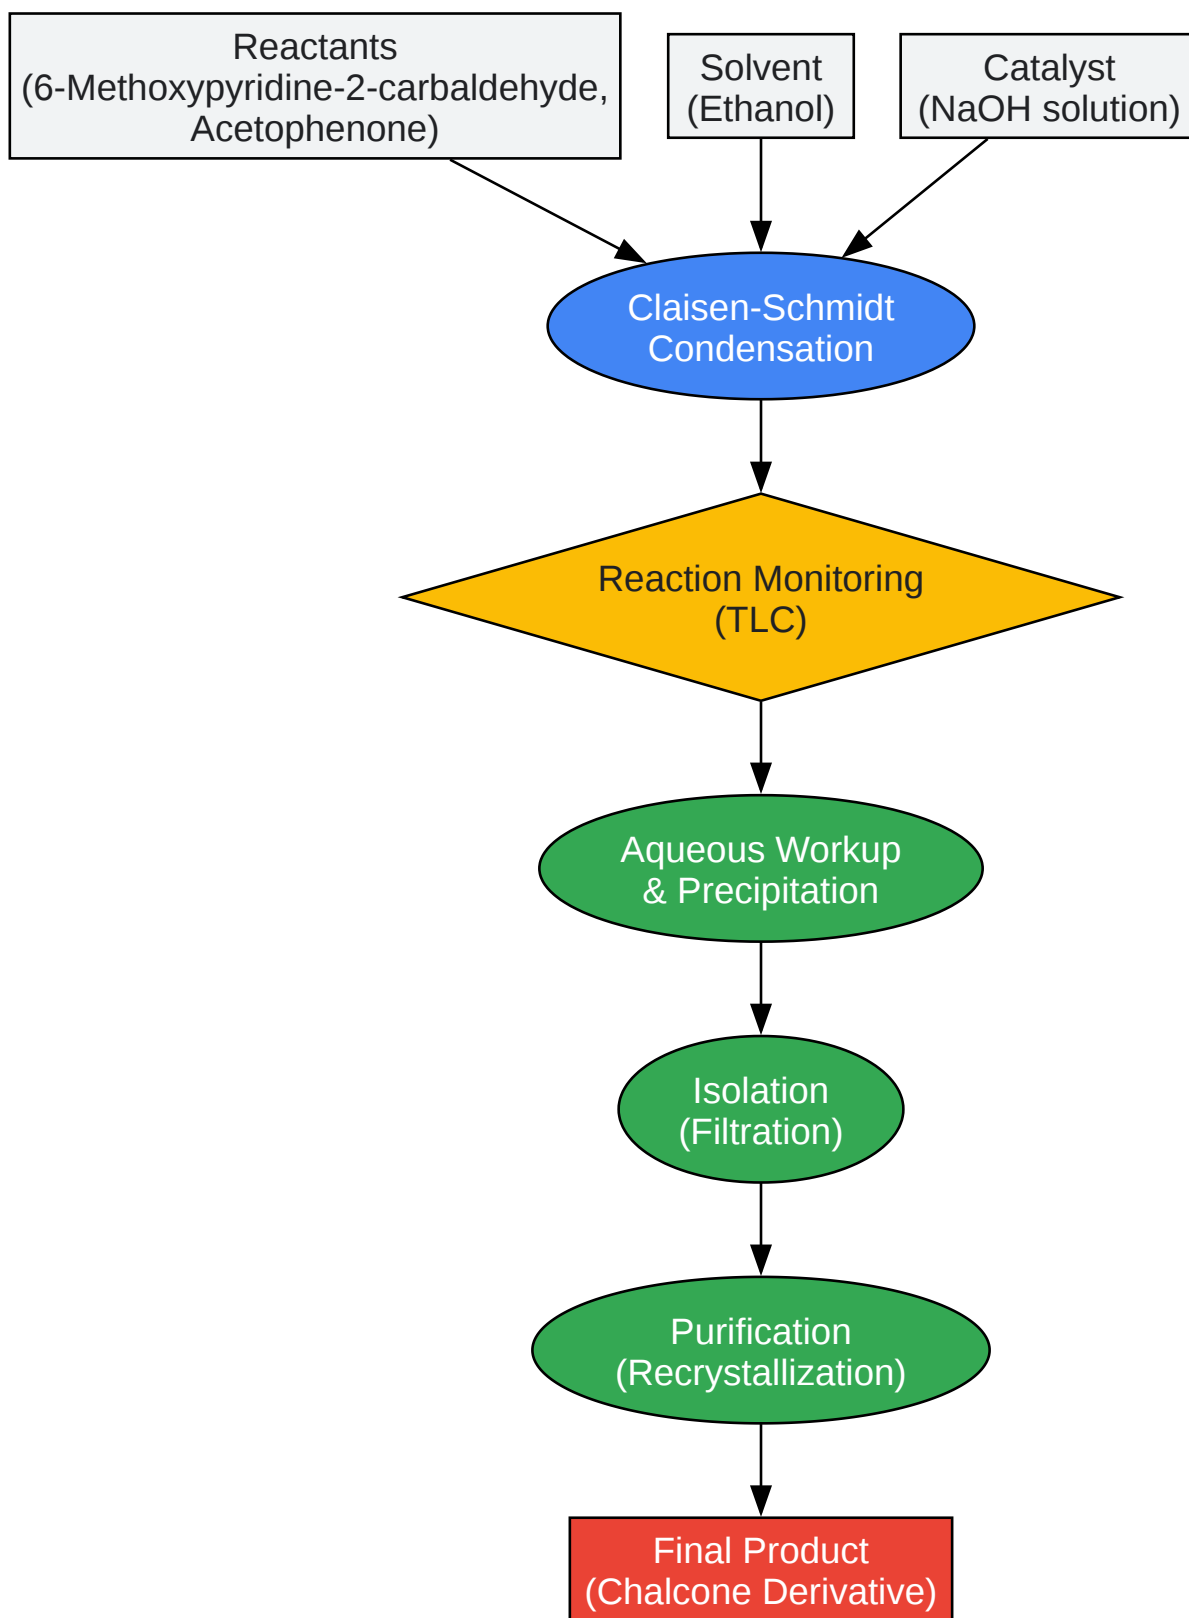 Reactants
(6-Methoxypyridine-2-carbaldehyde,
Acetophenone)
Solvent
(Ethanol)
Catalyst
(NaOH solution)
Claisen-Schmidt
Condensation
Reaction Monitoring
(TLC)
Aqueous Workup
& Precipitation
Isolation
(Filtration)
Purification
(Recrystallization)
Final Product
(Chalcone Derivative)